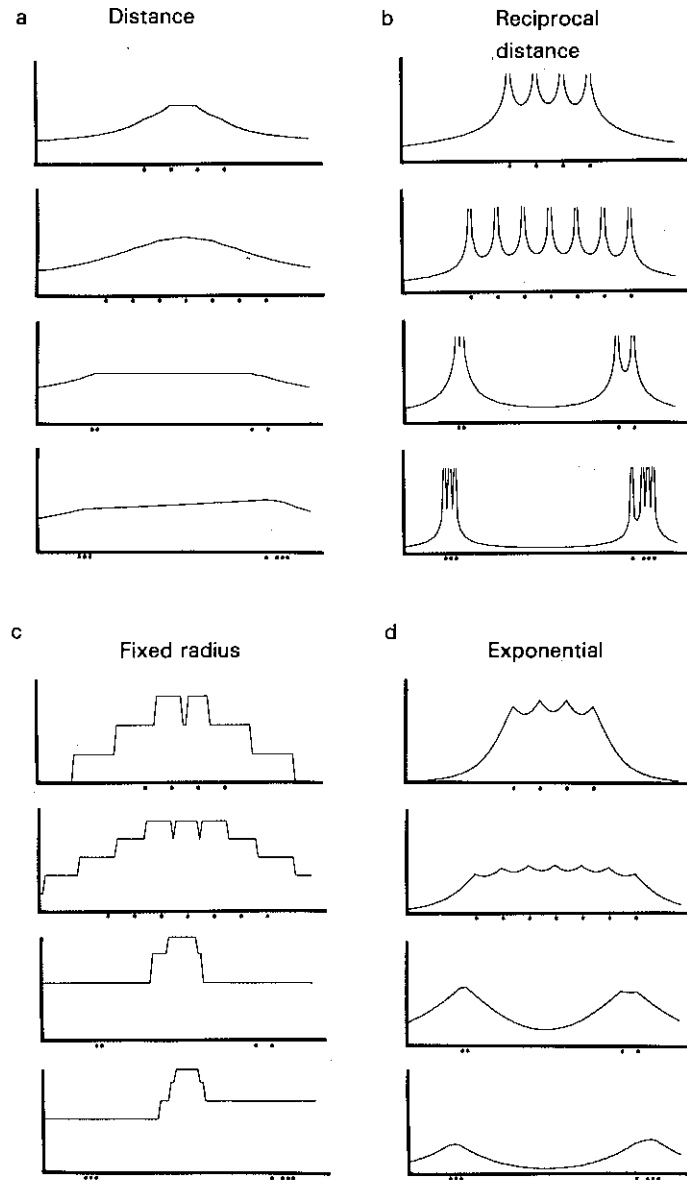 a
Distance
b
Reciprocal
distance
c
Fixed radius
d
Exponential